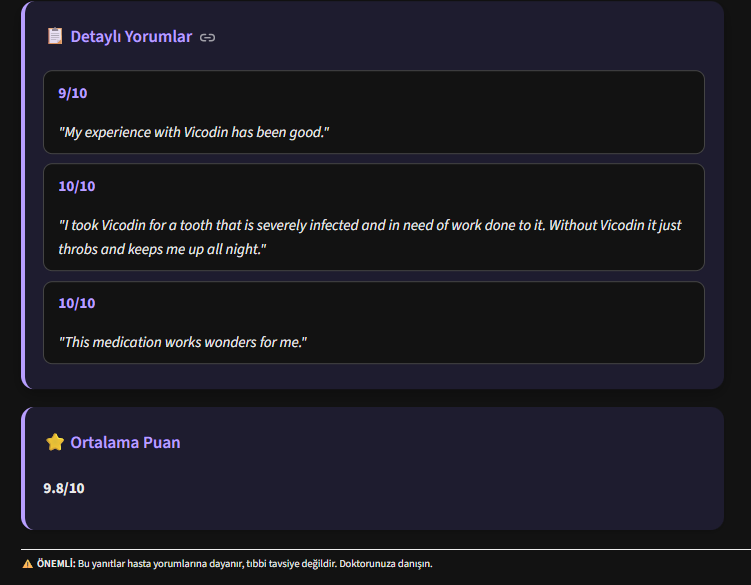 📋 Detaylı Yorumlar
9/10
"My experience with Vicodin has been good."
10/10
"I took Vicodin for a tooth that is severely infected and in need of work done to it. Without Vicodin it just
throbs and keeps me up all night."
10/10
"This medication works wonders for me."
⭐ Ortalama Puan
9.8/10
⚠️ ÖNEMLİ: Bu yanıtlar hasta yorumlarına dayanır, tıbbi tavsiye değildir. Doktorunuza danışın.